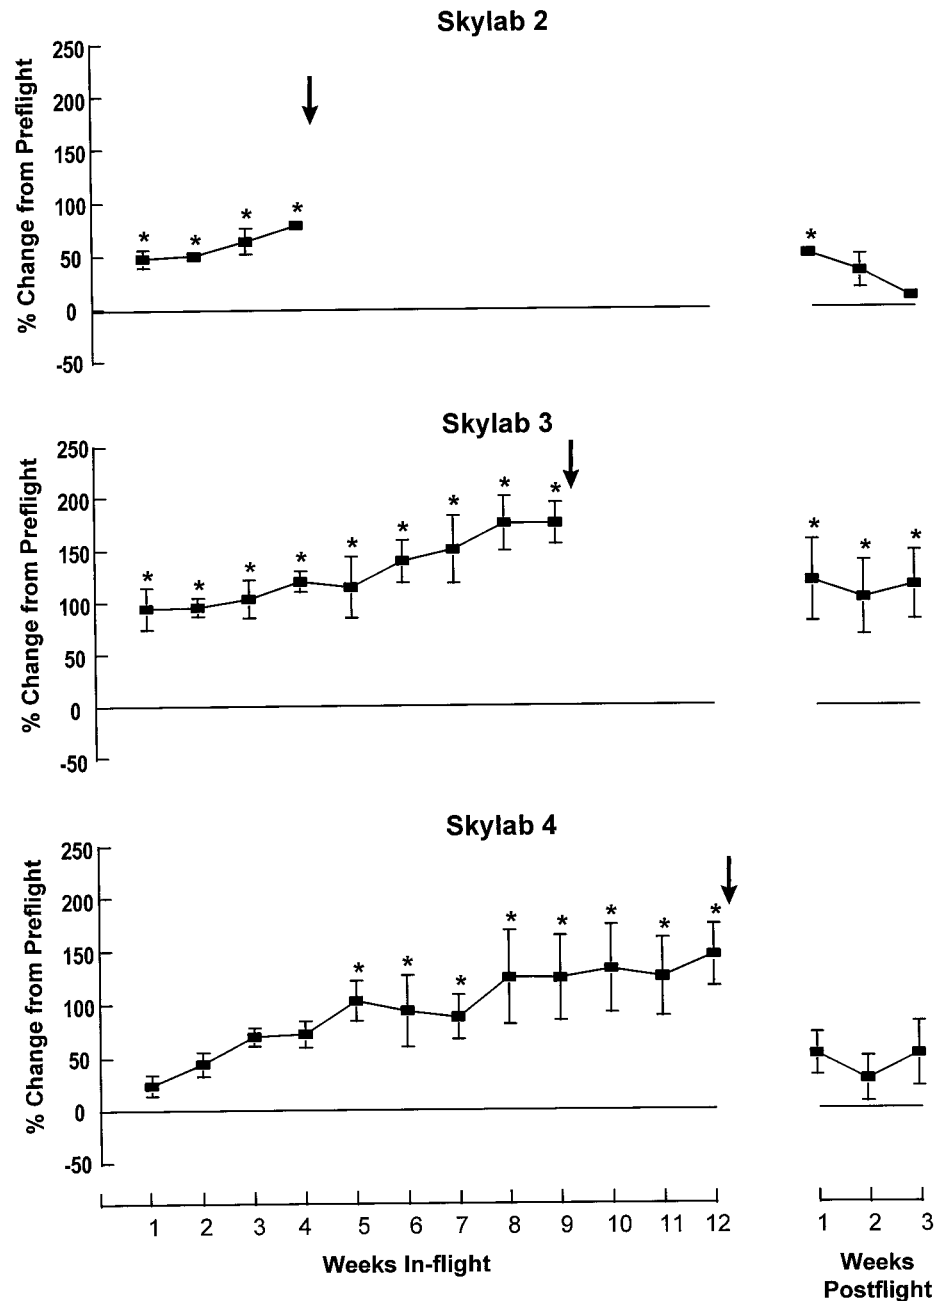 Skylab 2
% Change from Preflight
250
200
150
100
50
0
-50
* * * *
*
Skylab 3
% Change from Preflight
250
200
150
100
50
0
-50
* * * * * * * * *
* * *
Skylab 4
% Change from Preflight
250
200
150
100
50
0
-50
* * * * * * * *
1 2 3 4 5 6 7 8 9 10 11 12
Weeks In-flight
1 2 3
Weeks
Postflight